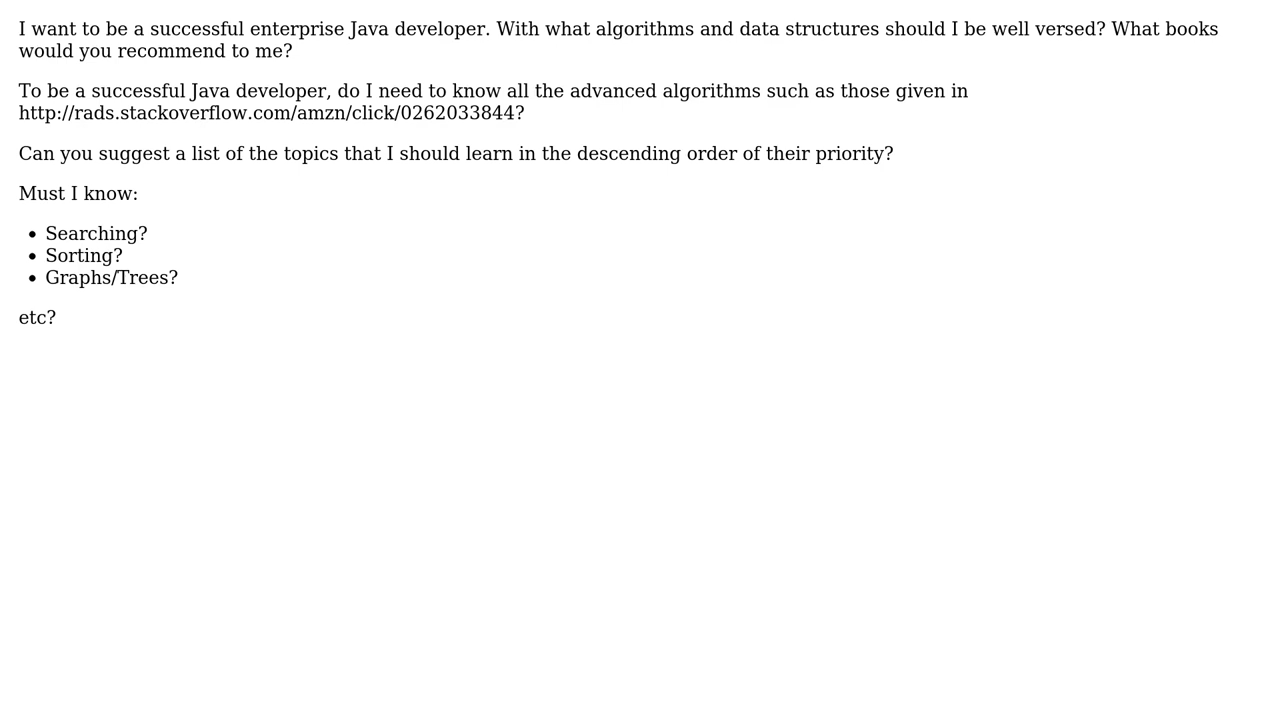 I want to be a successful enterprise Java developer. With what algorithms and data structures should I be well versed? What books
would you recommend to me?
To be a successful Java developer, do I need to know all the advanced algorithms such as those given in
http://rads.stackoverflow.com/amzn/click/0262033844?
Can you suggest a list of the topics that I should learn in the descending order of their priority?
Must I know:
• Searching?
• Sorting?
• Graphs/Trees?
etc?